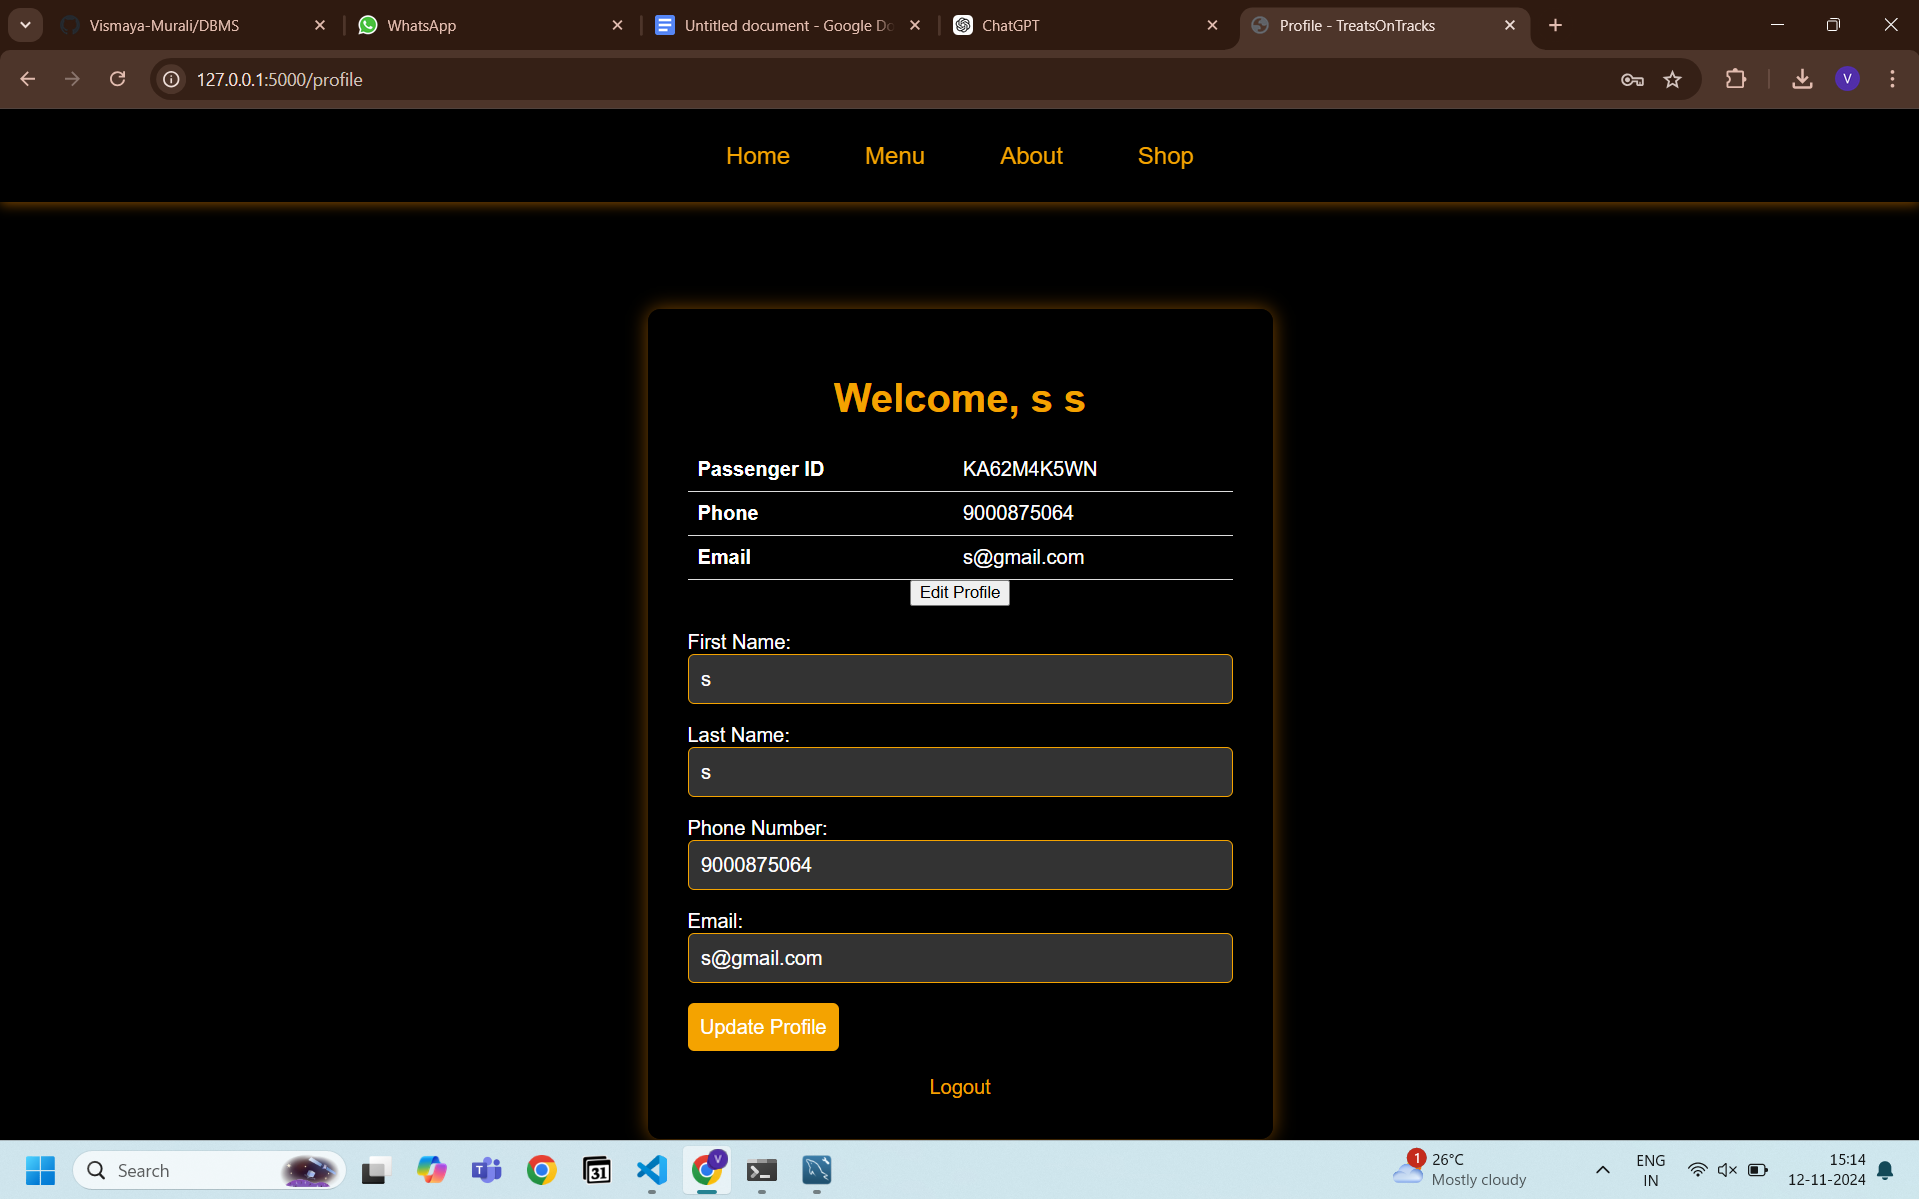 Vismaya-Murali/DBMS
WhatsApp
Untitled document - Google Do
ChatGPT
Profile - TreatsOnTracks
127.0.0.1:5000/profile
V
Home
Menu
About
Shop
Welcome, s s
Passenger ID KA62M4K5WN
Phone 9000875064
Email s@gmail.com
Edit Profile
First Name:
s
Last Name:
s
Phone Number:
9000875064
Email:
s@gmail.com
Update Profile
Logout
Search
31
V
1
26°C
Mostly cloudy
ENG
IN
15:14
12-11-2024